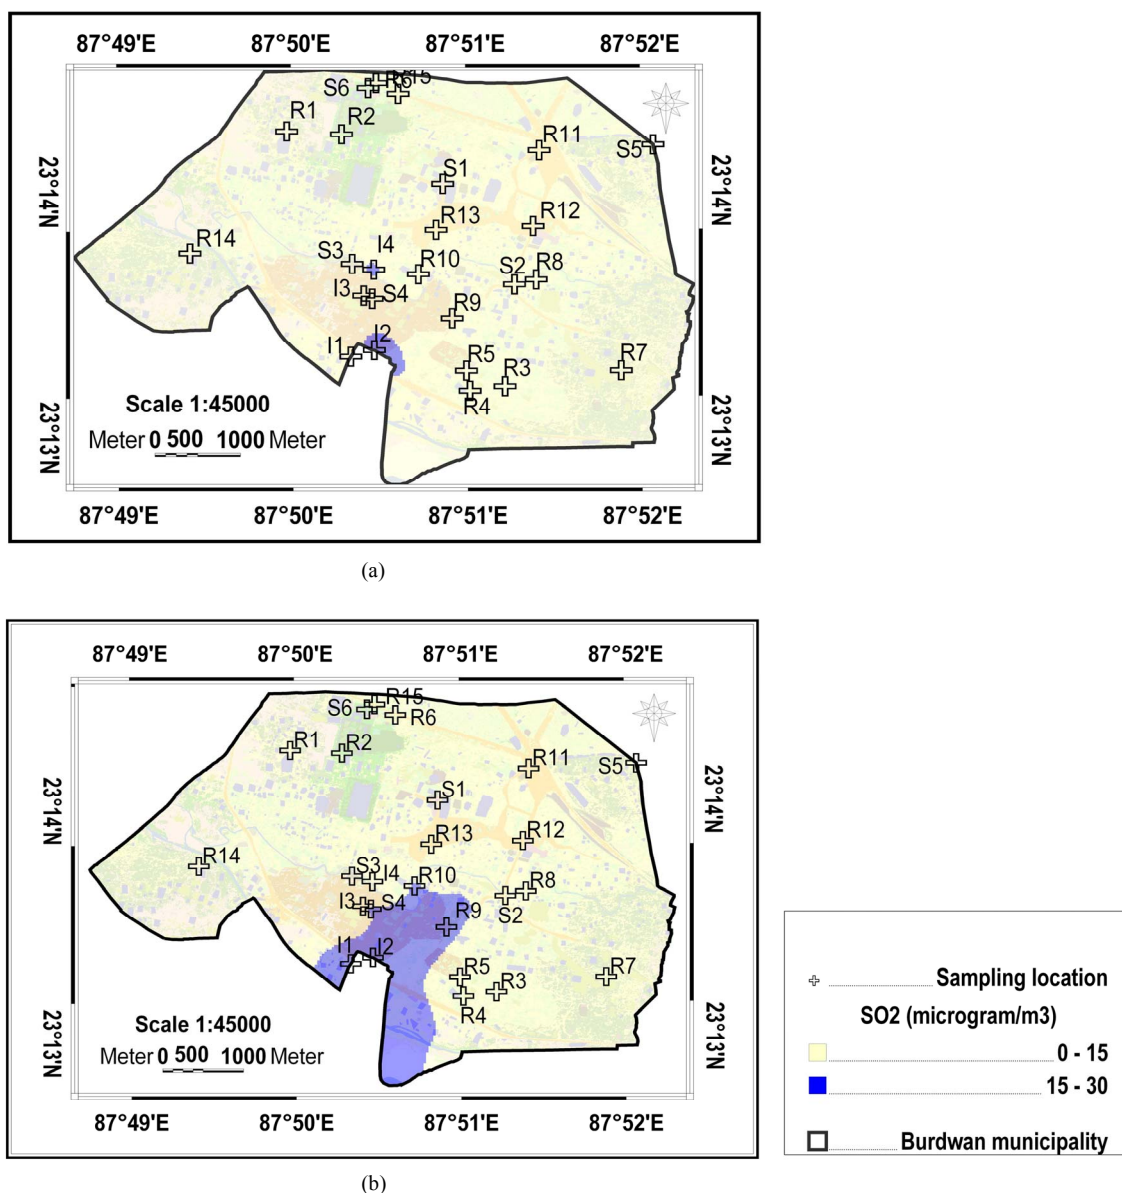 87°49'E 87°50'E 87°51'E 87°52'E
R15
S6 R6
R1 R2 R11
S5
S1
23°14'N 23°14'N
R13 R12
R14 S3 I4 R10 S2 R8
I3 S4 R9
I1 I2
R5 R3 R7
R4
Scale 1:45000
Meter 0 500 1000 Meter
23°13'N 23°13'N
87°49'E 87°50'E 87°51'E 87°52'E
(a)
87°49'E 87°50'E 87°51'E 87°52'E
S6 R15
R6
R1 R2 R11 S5
S1
23°14'N 23°14'N
R13 R12
R14 S3 I4 R10 R8
I3 S4 R9 S2
I1 I2
R5 R3 R7
R4
Scale 1:45000
Meter 0 500 1000 Meter
23°13'N 23°13'N
87°49'E 87°50'E 87°51'E 87°52'E
(b)
Sampling location
SO2 (microgram/m3)
0 - 15
15 - 30
Burdwan municipality